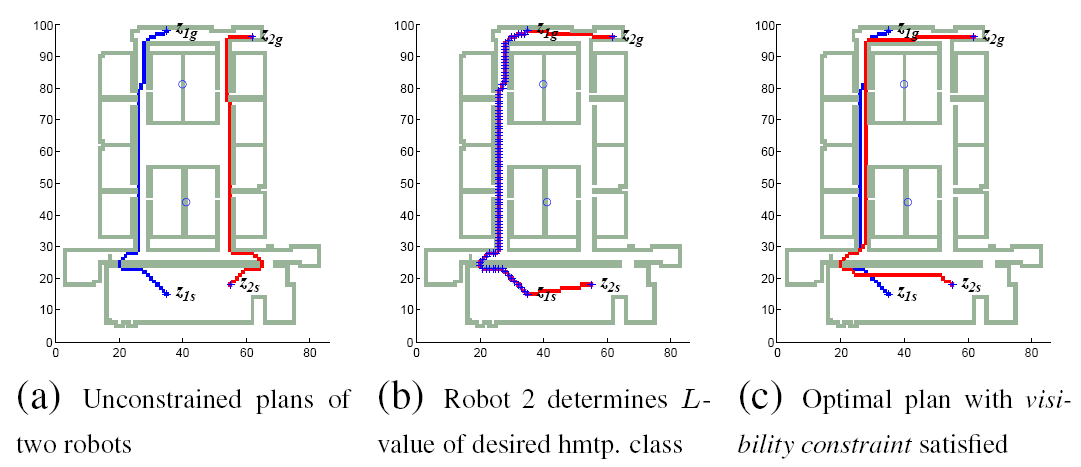 100
90
80
70
60
50
40
30
20
10
0
0 20 40 60 80
z1g
z2g
z1s
z2s
100
90
80
70
60
50
40
30
20
10
0
0 20 40 60 80
z1g
z2g
z1s
z2s
100
90
80
70
60
50
40
30
20
10
0
0 20 40 60 80
z1g
z2g
z1s
z2s
(a) Unconstrained plans of
two robots
(b) Robot 2 determines L-
value of desired hmtp. class
(c) Optimal plan with visi-
bility constraint satisfied